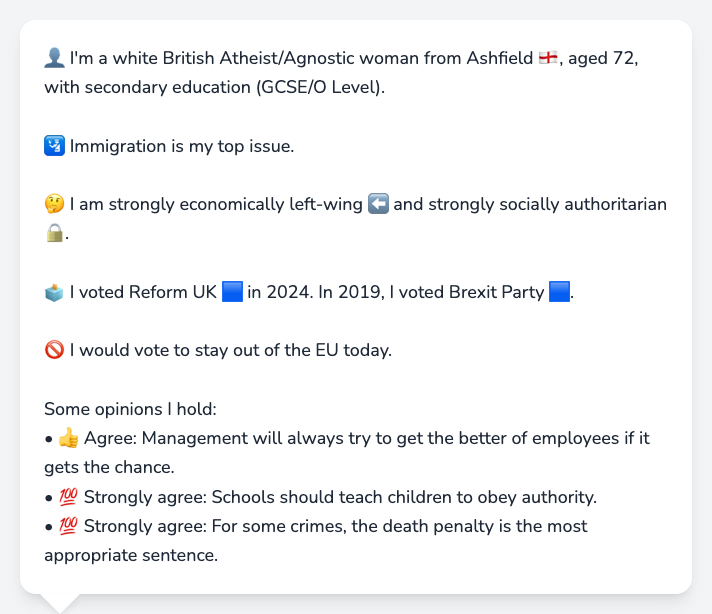 👤 I'm a white British Atheist/Agnostic woman from Ashfield 🏴󠁧󠁢󠁥󠁮󠁧󠁿, aged 72,
with secondary education (GCSE/O Level).
🛂 Immigration is my top issue.
🤔 I am strongly economically left-wing ⬅️ and strongly socially authoritarian
🔒.
🗳️ I voted Reform UK 🟦 in 2024. In 2019, I voted Brexit Party 🟦.
🚫 I would vote to stay out of the EU today.
Some opinions I hold:
• 👍 Agree: Management will always try to get the better of employees if it
gets the chance.
• 💯 Strongly agree: Schools should teach children to obey authority.
• 💯 Strongly agree: For some crimes, the death penalty is the most
appropriate sentence.